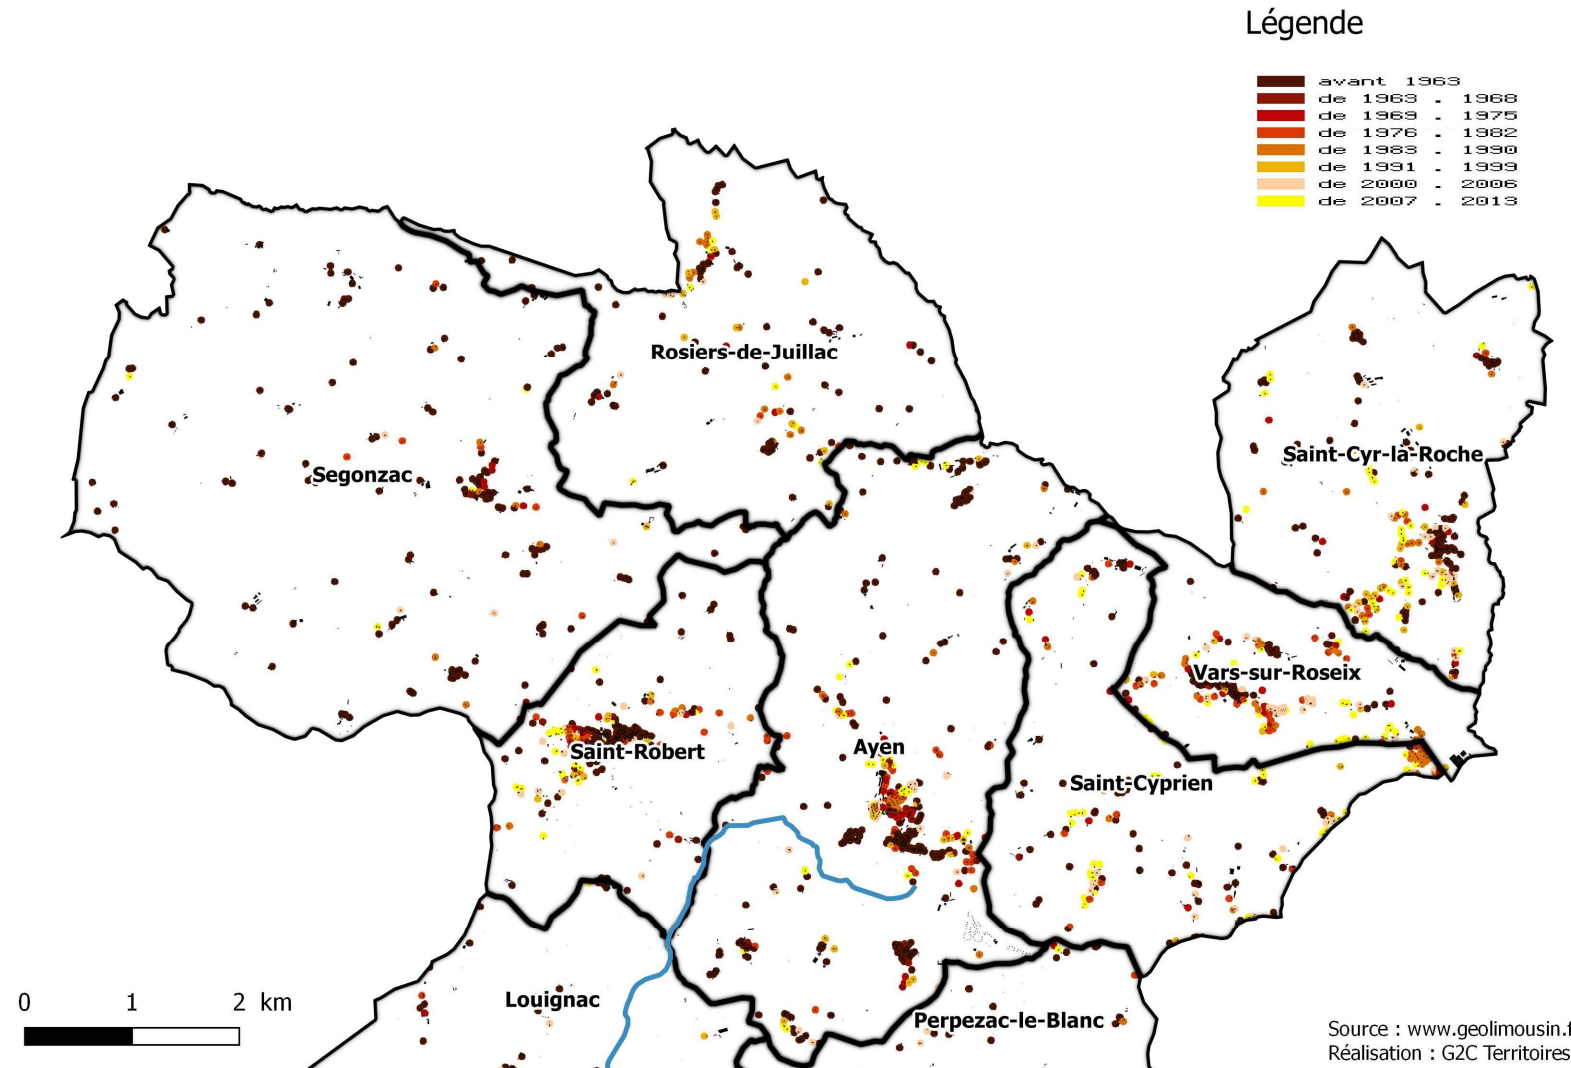 Légende
avant 1963
de 1963 - 1968
de 1969 - 1975
de 1976 - 1982
de 1983 - 1990
de 1991 - 1999
de 2000 - 2006
de 2007 - 2013
Rosiers-de-Juillac
Saint-Cyr-la-Roche
Segonzac
Vars-sur-Roseix
Saint-Robert
Ayen
Saint-Cyprien
Louignac
Perpezac-le-Blanc
0 1 2 km
Source : www.geolimousin.f
Réalisation : G2C Territoires